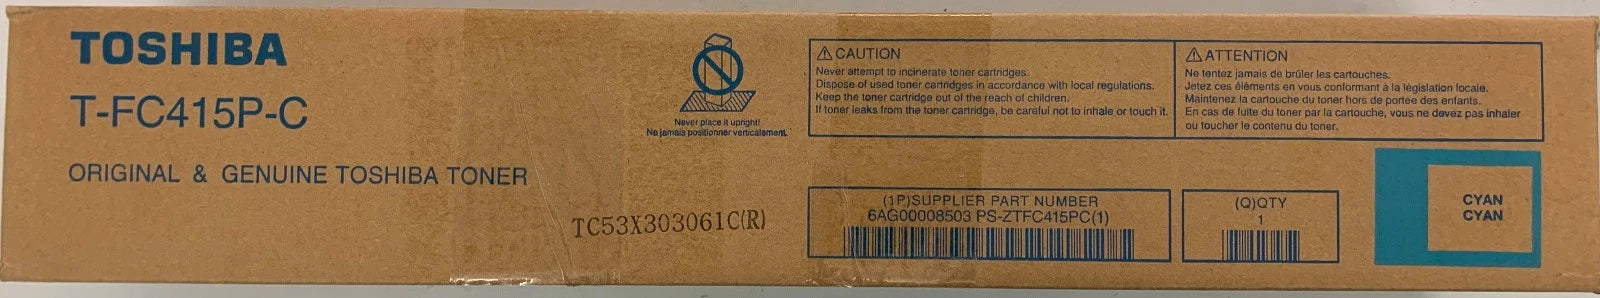 TOSHIBA
T-FC415P-C
ORIGINAL & GENUINE TOSHIBA TONER
TC53X303061C(R)
Never place it upright!
Ne jamais positionner verticalement.
⚠ CAUTION
Never attempt to incinerate toner cartridges.
Dispose of used toner cartridges in accordance with local regulations.
Keep the toner cartridge out of the reach of children.
If toner leaks from the toner cartridge, be careful not to inhale or touch it.
⚠ ATTENTION
Ne tentez jamais de brûler les cartouches.
Jetez ces éléments en vous conformant à la législation locale.
Maintenez la cartouche du toner hors de portée des enfants.
En cas de fuite du toner par la cartouche, vous ne devez pas inhaler
ou toucher le contenu du toner.
(1P)SUPPLIER PART NUMBER
6AG00008503 PS-ZTFC415PC(1)
(Q)QTY
1
CYAN
CYAN